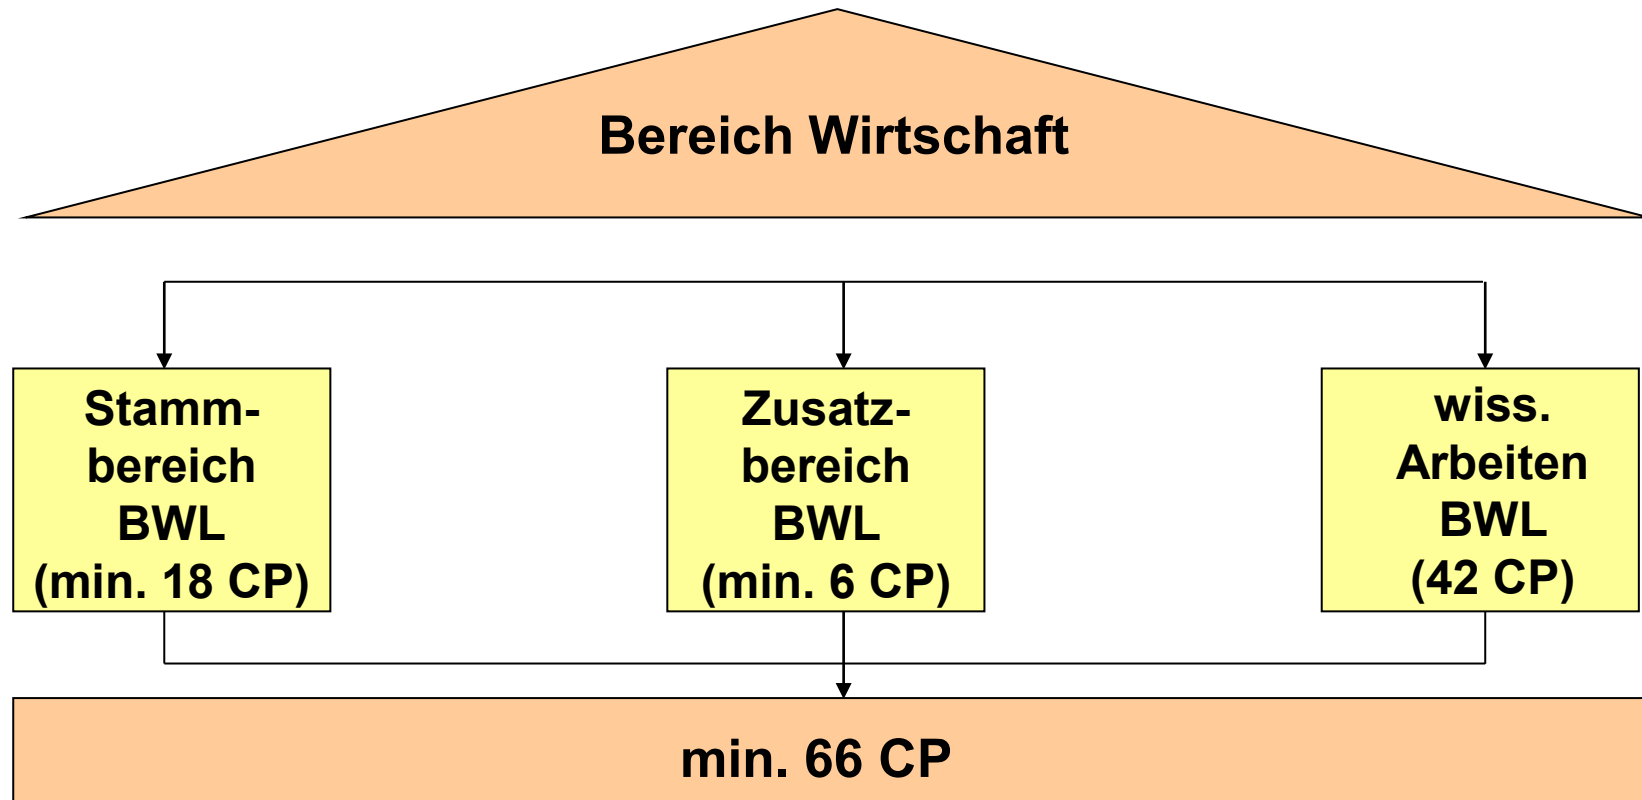 Bereich Wirtschaft
Stamm-
bereich
BWL
(min. 18 CP)
Zusatz-
bereich
BWL
(min. 6 CP)
wiss.
Arbeiten
BWL
(42 CP)
min. 66 CP